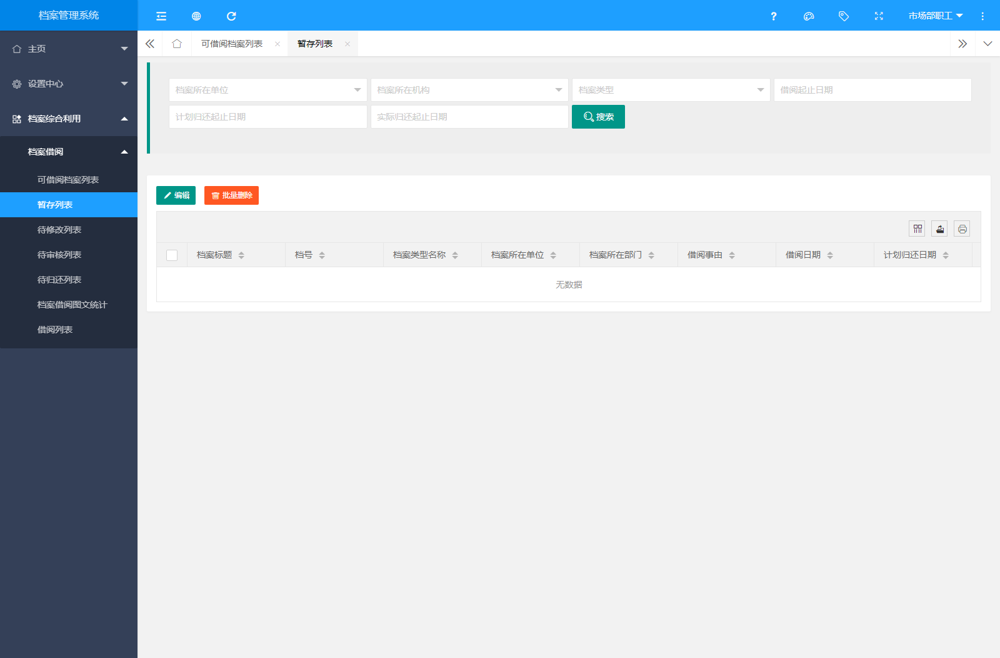 档案管理系统
?
市场部职工
主页
设置中心
档案综合利用
档案借阅
可借阅档案列表
暂存列表
待修改列表
待审核列表
待归还列表
档案借阅图文统计
借阅列表
可借阅档案列表 ×
暂存列表 ×
档案所在单位
档案所在机构
档案类型
借阅起止日期
计划归还起止日期
实际归还起止日期
搜索
编辑
批量删除
档案标题
档号
档案类型名称
档案所在单位
档案所在部门
借阅事由
借阅日期
计划归还日期
无数据